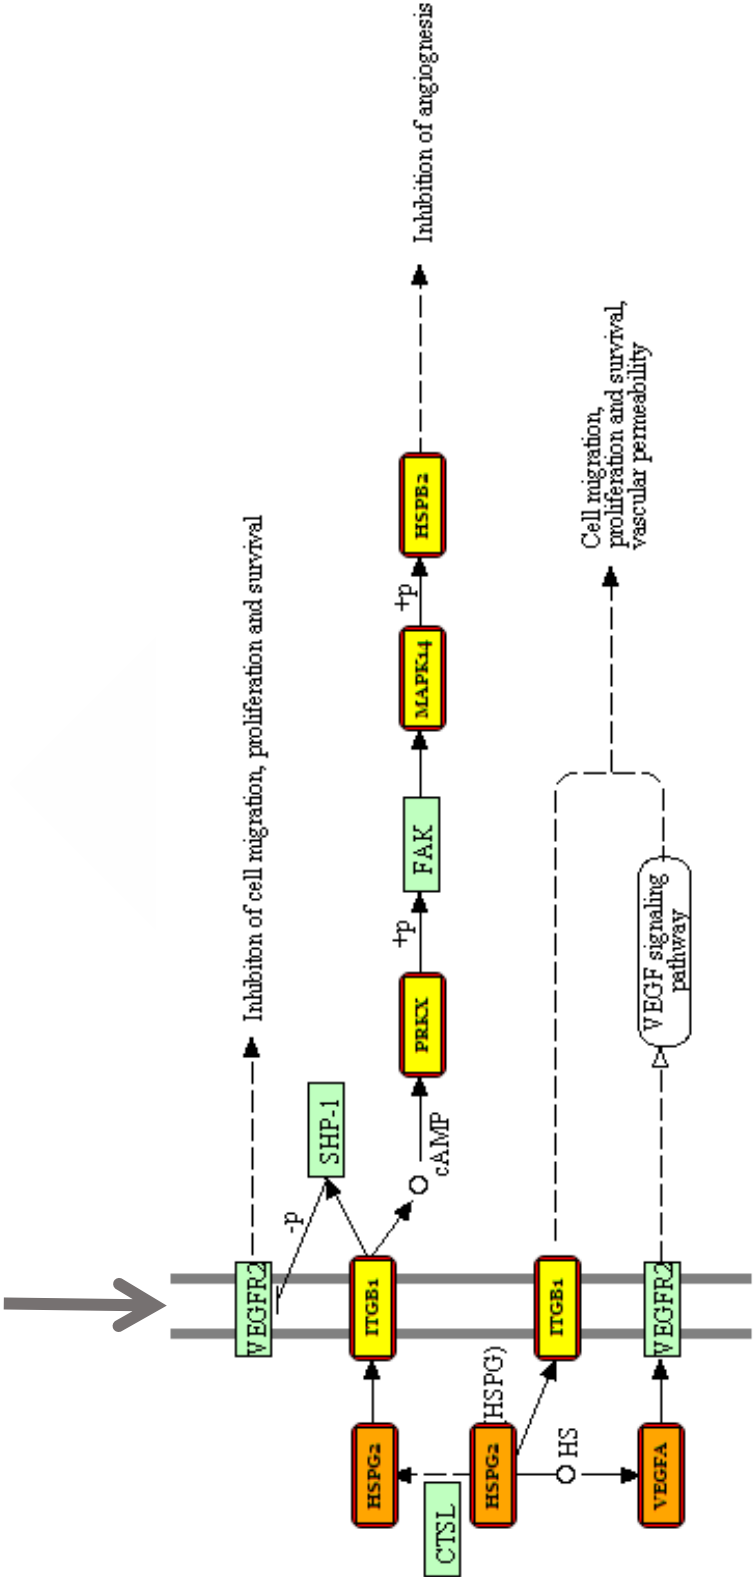 VEGFR2
Inhibiton of cell migration, proliferation and survival
-p
SHP-1
HSPG2
ITGB1
cAMP
PRKX
+p
FAK
MAPK14
+p
HSPB2
Inhibition of angiognesis
CTSL
HSPG2
(HSPG)
ITGB1
HS
VEGFA
VEGFR2
VEGF signaling
pathway
Cell migration,
proliferation and survival,
vascular permeability